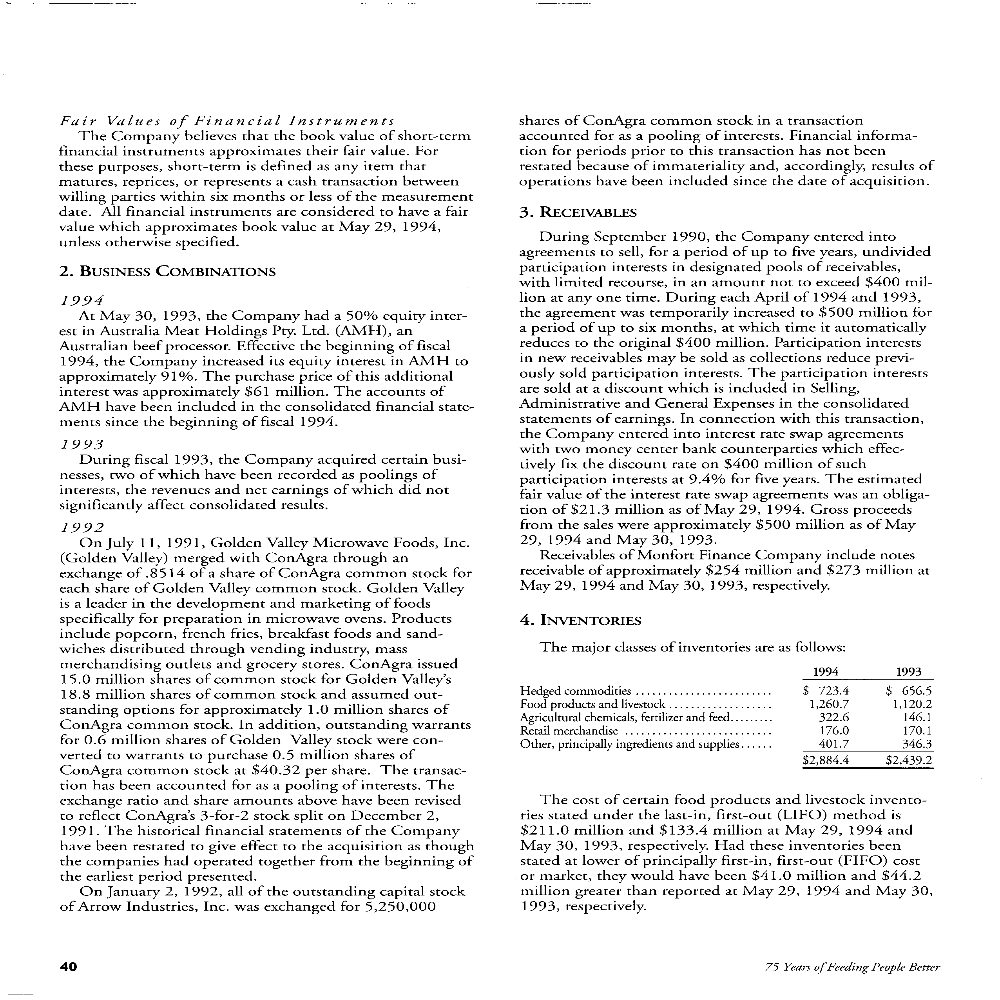 Fair Values of Financial Instruments
The Company believes that the book value of short-term
financial instruments approximates their fair value. For
these purposes, short-term is defined as any item that
matures, reprices, or represents a cash transaction between
willing parties within six months or less of the measurement
date. All financial instruments are considered to have a fair
value which approximates book value at May 29, 1994,
unless otherwise specified.
2. BUSINESS COMBINATIONS
1994
At May 30, 1993, the Company had a 50% equity inter-
est in Australia Meat Holdings Pty. Ltd. (AMH), an
Australian beef processor. Effective the beginning of fiscal
1994, the Company increased its equity interest in AMH to
approximately 91%. The purchase price of this additional
interest was approximately $61 million. The accounts of
AMH have been included in the consolidated financial state-
ments since the beginning of fiscal 1994.
1993
During fiscal 1993, the Company acquired certain busi-
nesses, two of which have been recorded as poolings of
interests, the revenues and net earnings of which did not
significantly affect consolidated results.
1992
On July 11, 1991, Golden Valley Microwave Foods, Inc.
(Golden Valley) merged with ConAgra through an
exchange of .8514 of a share of ConAgra common stock for
each share of Golden Valley common stock. Golden Valley
is a leader in the development and marketing of foods
specifically for preparation in microwave ovens. Products
include popcorn, french fries, breakfast foods and sand-
wiches distributed through vending industry, mass
merchandising outlets and grocery stores. ConAgra issued
15.0 million shares of common stock for Golden Valley's
18.8 million shares of common stock and assumed out-
standing options for approximately 1.0 million shares of
ConAgra common stock. In addition, outstanding warrants
for 0.6 million shares of Golden Valley stock were con-
verted to warrants to purchase 0.5 million shares of
ConAgra common stock at $40.32 per share. The transac-
tion has been accounted for as a pooling of interests. The
exchange ratio and share amounts above have been revised
to reflect ConAgra's 3-for-2 stock split on December 2,
1991. The historical financial statements of the Company
have been restated to give effect to the acquisition as though
the companies had operated together from the beginning of
the earliest period presented.
On January 2, 1992, all of the outstanding capital stock
of Arrow Industries, Inc. was exchanged for 5,250,000
shares of ConAgra common stock in a transaction
accounted for as a pooling of interests. Financial informa-
tion for periods prior to this transaction has not been
restated because of immateriality and, accordingly, results of
operations have been included since the date of acquisition.
3. RECEIVABLES
During September 1990, the Company entered into
agreements to sell, for a period of up to five years, undivided
participation interests in designated pools of receivables,
with limited recourse, in an amount not to exceed $400 mil-
lion at any one time. During each April of 1994 and 1993,
the agreement was temporarily increased to $500 million for
a period of up to six months, at which time it automatically
reduces to the original $400 million. Participation interests
in new receivables may be sold as collections reduce previ-
ously sold participation interests. The participation interests
are sold at a discount which is included in Selling,
Administrative and General Expenses in the consolidated
statements of earnings. In connection with this transaction,
the Company entered into interest rate swap agreements
with two money center bank counterparties which effec-
tively fix the discount rate on $400 million of such
participation interests at 9.4% for five years. The estimated
fair value of the interest rate swap agreements was an obliga-
tion of $21.3 million as of May 29, 1994. Gross proceeds
from the sales were approximately $500 million as of May
29, 1994 and May 30, 1993.
Receivables of Monfort Finance Company include notes
receivable of approximately $254 million and $273 million at
May 29, 1994 and May 30, 1993, respectively.
4. INVENTORIES
The major classes of inventories are as follows:
1994 1993
Hedged commodities ......................... $ 723.4 $ 656.5
Food products and livestock ................... 1,260.7 1,120.2
Agricultural chemicals, fertilizer and feed........ 322.6 146.1
Retail merchandise ........................... 176.0 170.1
Other, principally ingredients and supplies...... 401.7 346.3
$2,884.4 $2,439.2
The cost of certain food products and livestock invento-
ries stated under the last-in, first-out (LIFO) method is
$211.0 million and $133.4 million at May 29, 1994 and
May 30, 1993, respectively. Had these inventories been
stated at lower of principally first-in, first-out (FIFO) cost
or market, they would have been $41.0 million and $44.2
million greater than reported at May 29, 1994 and May 30,
1993, respectively.
40
75 Years of Feeding People Better